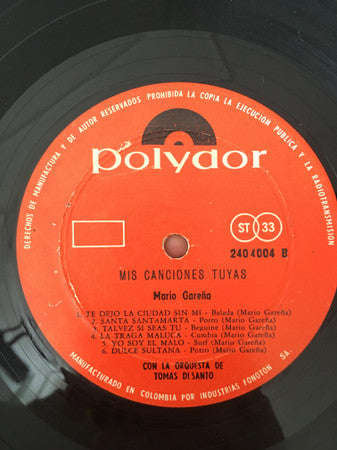 DERECHOS DE MANUFACTURA Y DE AUTOR RESERVADOS PROHIBIDA LA COPIA LA EJECUCION PUBLICA Y LA RADIOTRANSMISION
Polydor
ST 33
240 4004 B
MIS CANCIONES TUYAS
Mario Gareña
1. TE DEJO LA CIUDAD SIN MI - Balada (Mario Gareña)
2. SANTA SANTAMARTA - Porro (Mario Gareña)
3. TALVEZ SI SEAS TU - Beguine (Mario Gareña)
4. LA TRAGA MALUCA - Cumbia (Mario Gareña)
5. YO SOY EL MALO - Surf (Mario Gareña)
6. DULCE SULTANA - Porro (Mario Gareña)
CON LA ORQUESTA DE
TOMAS DI SANTO
MANUFACTURADO EN COLOMBIA POR INDUSTRIAS FONOTON SA.